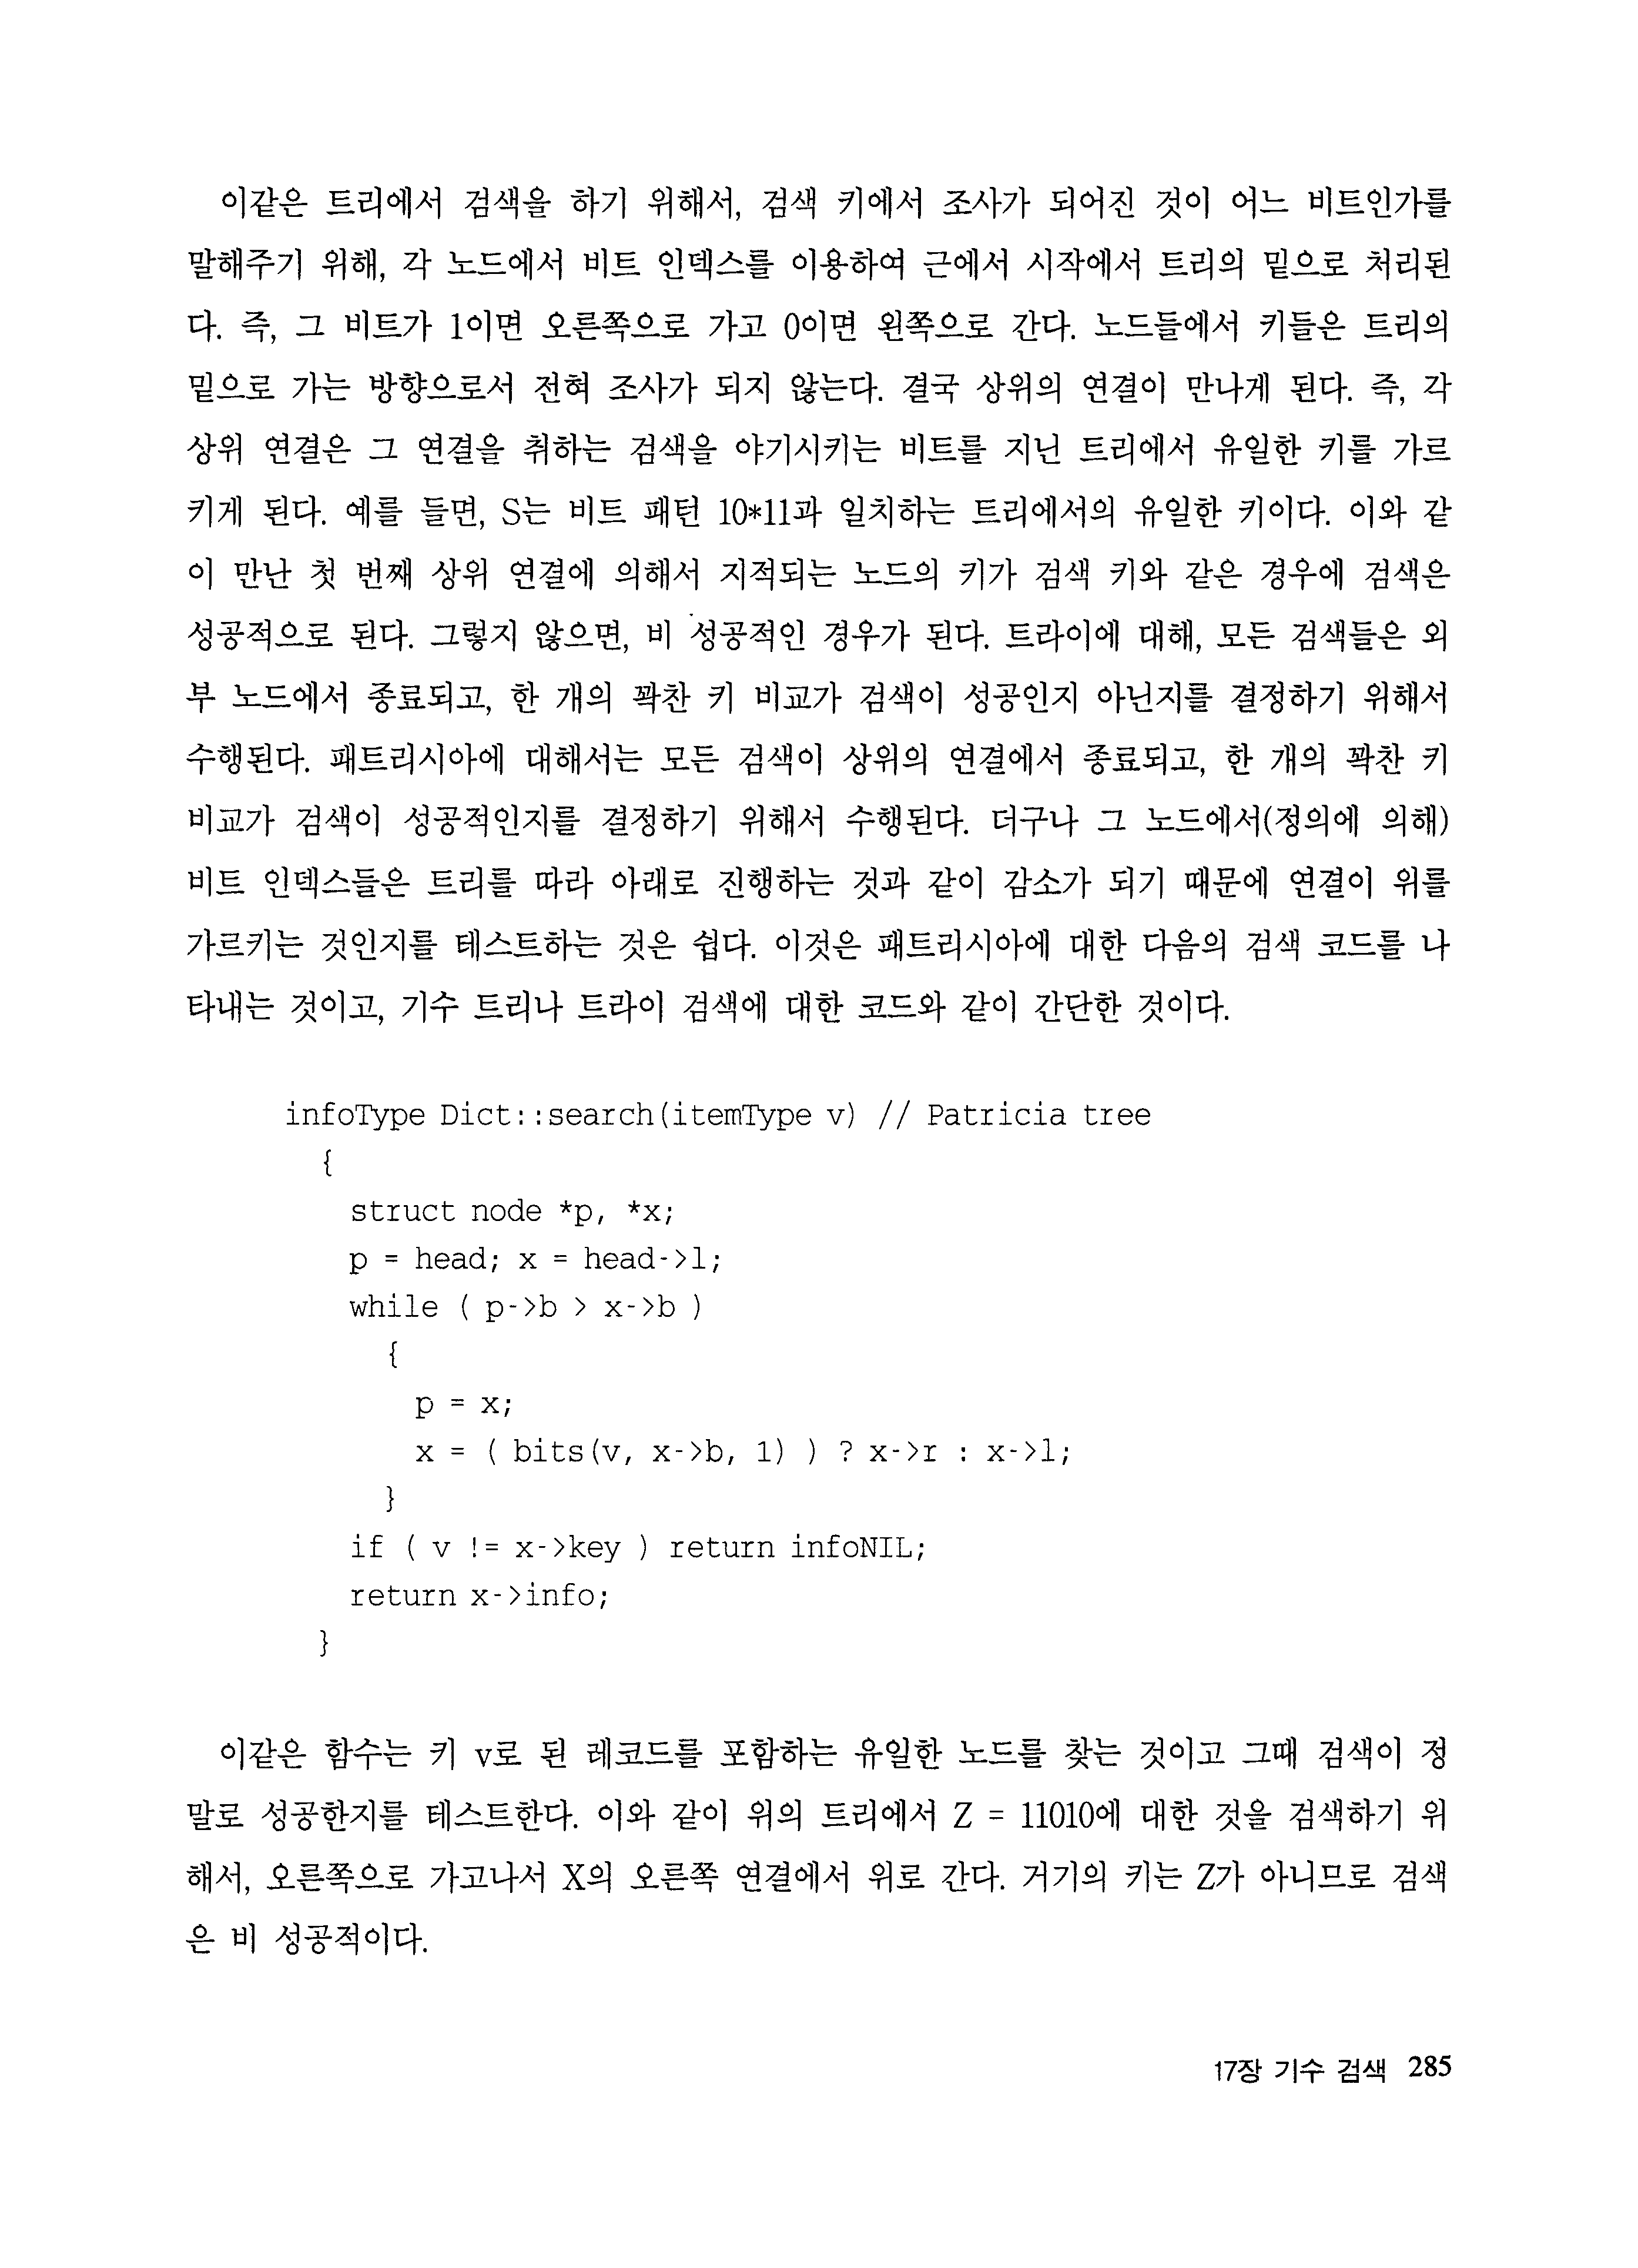 이같은 트리에서 검색을 하기 위해서, 검색 키에서 조사가 되어진 것이 어느 비트인가를
말해주기 위해, 각 노드에서 비트 인덱스를 이용하여 근에서 시작에서 트리의 밑으로 처리된
다. 즉, 그 비트가 1이면 오른쪽으로 가고 0이면 왼쪽으로 간다. 노드들에서 키들은 트리의
밑으로 가는 방향으로서 전혀 조사가 되지 않는다. 결국 상위의 연결이 만나게 된다. 즉, 각
상위 연결은 그 연결을 취하는 검색을 야기시키는 비트를 지닌 트리에서 유일한 키를 가르
키게 된다. 예를 들면, S는 비트 패턴 10*11과 일치하는 트리에서의 유일한 키이다. 이와 같
이 만난 첫 번째 상위 연결에 의해서 지적되는 노드의 키가 검색 키와 같은 경우에 검색은
성공적으로 된다. 그렇지 않으면, 비 성공적인 경우가 된다. 트라이에 대해, 모든 검색들은 외
부 노드에서 종료되고, 한 개의 꽉찬 키 비교가 검색이 성공인지 아닌지를 결정하기 위해서
수행된다. 패트리시아에 대해서는 모든 검색이 상위의 연결에서 종료되고, 한 개의 꽉찬 키
비교가 검색이 성공적인지를 결정하기 위해서 수행된다. 더구나 그 노드에서(정의에 의해)
비트 인덱스들은 트리를 따라 아래로 진행하는 것과 같이 감소가 되기 때문에 연결이 위를
가르키는 것인지를 테스트하는 것은 쉽다. 이것은 패트리시아에 대한 다음의 검색 코드를 나
타내는 것이고, 기수 트리나 트라이 검색에 대한 코드와 같이 간단한 것이다.
infoType Dict::search(itemType v) // Patricia tree
{
struct node *p, *x;
p = head; x = head->l;
while ( p->b > x->b )
{
p = x;
x = ( bits(v, x->b, 1) ) ? x->r : x->l;
}
if ( v != x->key ) return infoNIL;
return x->info;
}
이같은 함수는 키 v로 된 레코드를 포함하는 유일한 노드를 찾는 것이고 그때 검색이 정
말로 성공한지를 테스트한다. 이와 같이 위의 트리에서 Z = 11010에 대한 것을 검색하기 위
해서, 오른쪽으로 가고나서 X의 오른쪽 연결에서 위로 간다. 거기의 키는 Z가 아니므로 검색
은 비 성공적이다.
17장 기수 검색 285